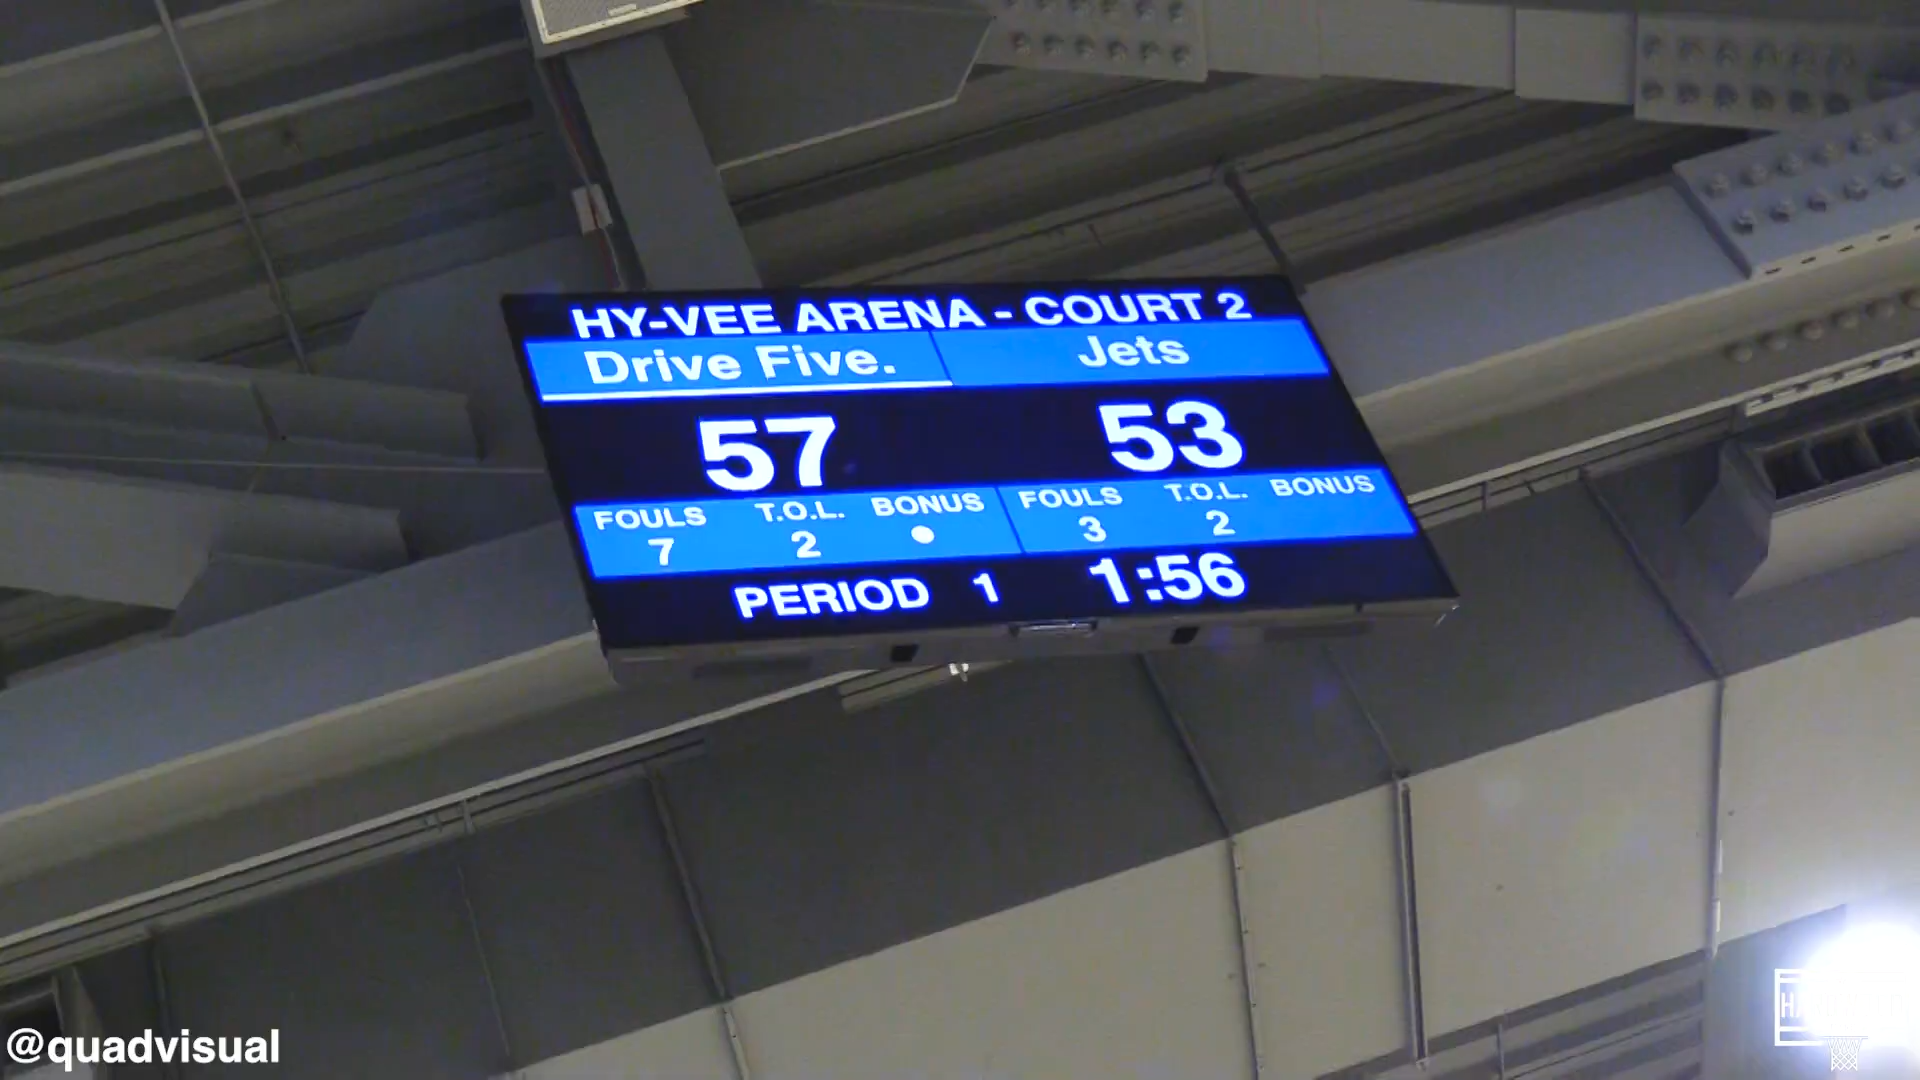 HY-VEE ARENA - COURT 2
Drive Five. Jets
57 53
FOULS T.O.L. BONUS FOULS T.O.L. BONUS
7 2 3 2
PERIOD 1 1:56
@quadvisual